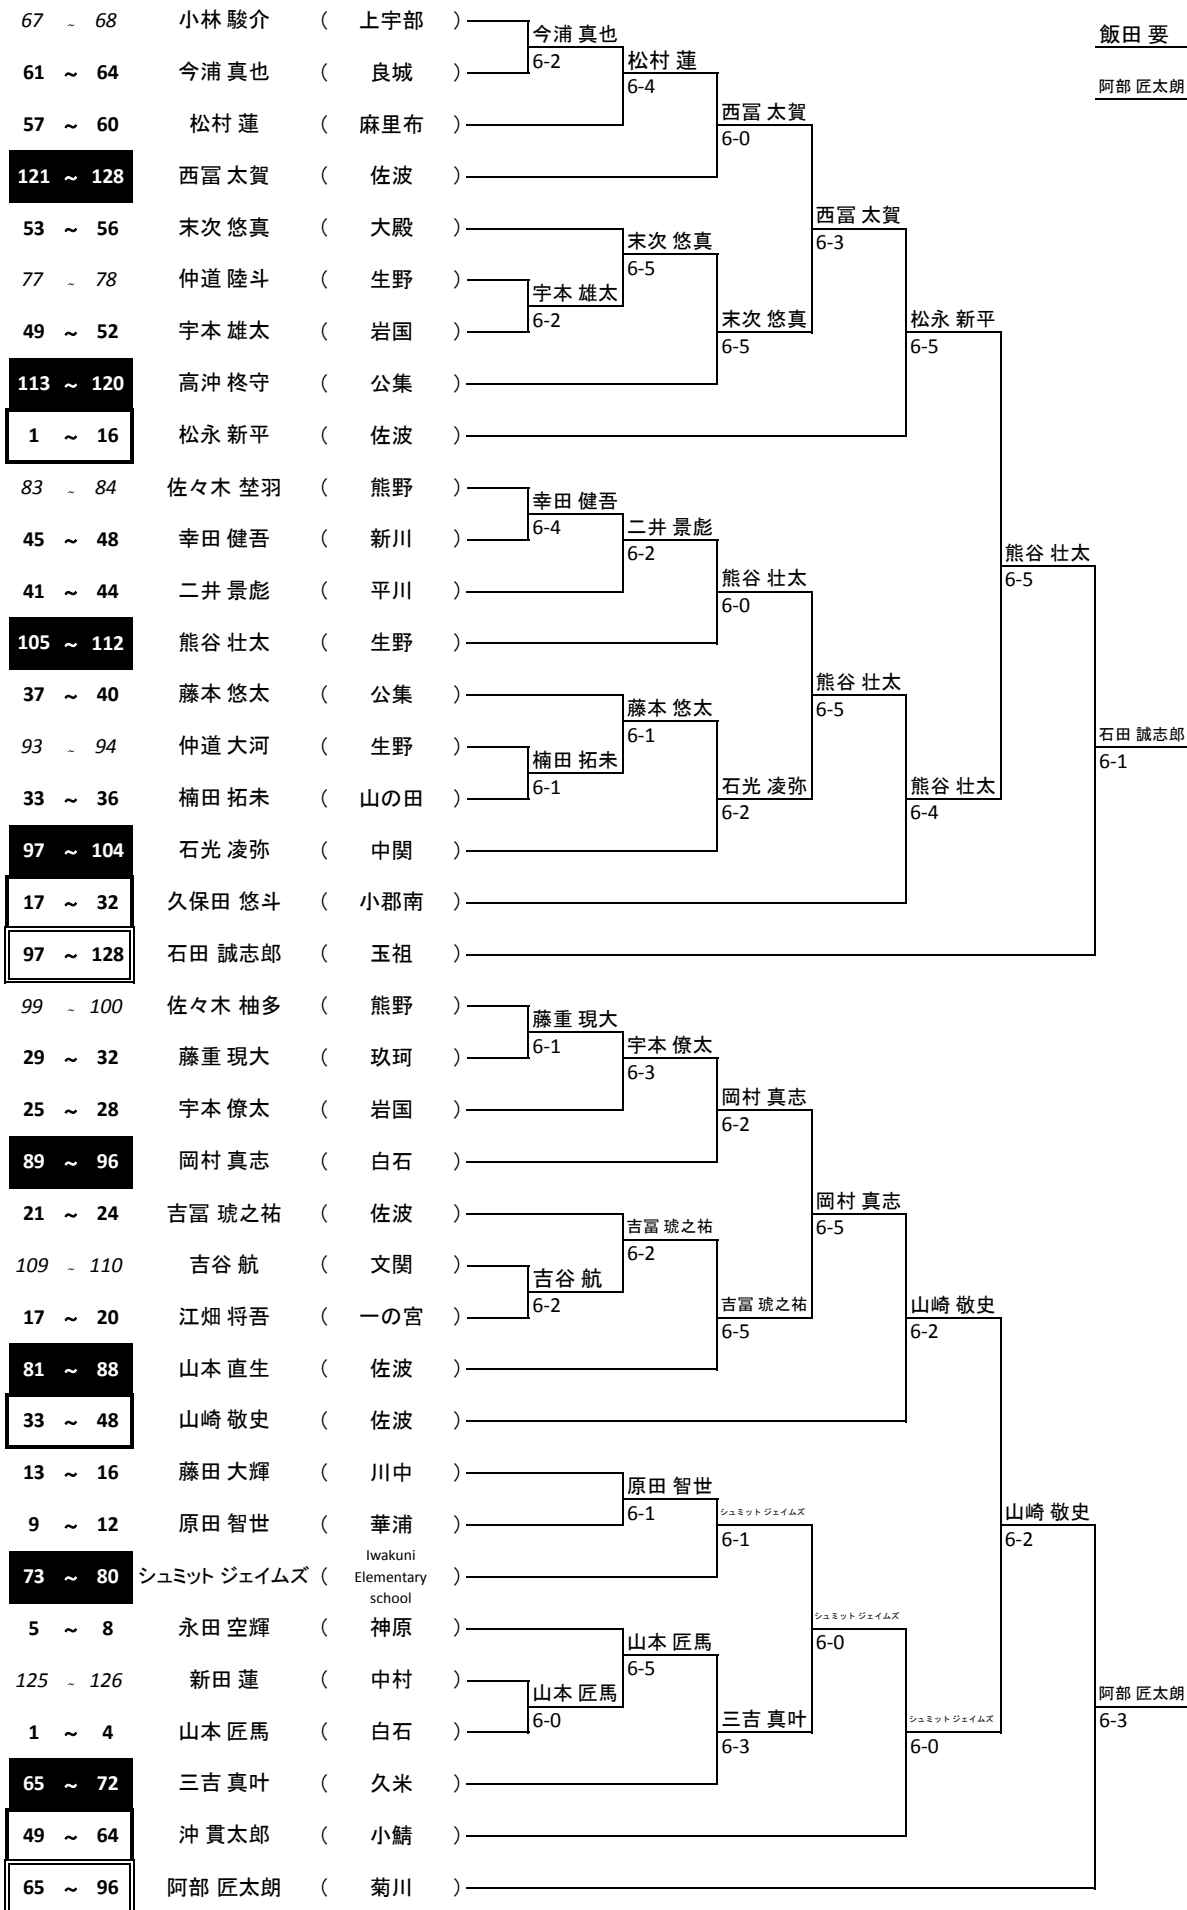 67 ~ 68 小林 駿介 ( 上宇部 )
61 ~ 64 今浦 真也 ( 良城 )
57 ~ 60 松村 蓮 ( 麻里布 )
121 ~ 128 西冨 太賀 ( 佐波 )
53 ~ 56 末次 悠真 ( 大殿 )
77 ~ 78 仲道 陸斗 ( 生野 )
49 ~ 52 宇本 雄太 ( 岩国 )
113 ~ 120 高沖 柊守 ( 公集 )
1 ~ 16 松永 新平 ( 佐波 )
83 ~ 84 佐々木 埜羽 ( 熊野 )
45 ~ 48 幸田 健吾 ( 新川 )
41 ~ 44 二井 景彪 ( 平川 )
105 ~ 112 熊谷 壮太 ( 生野 )
37 ~ 40 藤本 悠太 ( 公集 )
93 ~ 94 仲道 大河 ( 生野 )
33 ~ 36 楠田 拓未 ( 山の田 )
97 ~ 104 石光 凌弥 ( 中関 )
17 ~ 32 久保田 悠斗 ( 小郡南 )
97 ~ 128 石田 誠志郎 ( 玉祖 )
99 ~ 100 佐々木 柚多 ( 熊野 )
29 ~ 32 藤重 現大 ( 玖珂 )
25 ~ 28 宇本 僚太 ( 岩国 )
89 ~ 96 岡村 真志 ( 白石 )
21 ~ 24 吉冨 琥之祐 ( 佐波 )
109 ~ 110 吉谷 航 ( 文関 )
17 ~ 20 江畑 将吾 ( 一の宮 )
81 ~ 88 山本 直生 ( 佐波 )
33 ~ 48 山崎 敬史 ( 佐波 )
13 ~ 16 藤田 大輝 ( 川中 )
9 ~ 12 原田 智世 ( 華浦 )
73 ~ 80 シュミット ジェイムズ ( Iwakuni Elementary school )
5 ~ 8 永田 空輝 ( 神原 )
125 ~ 126 新田 蓮 ( 中村 )
1 ~ 4 山本 匠馬 ( 白石 )
65 ~ 72 三吉 真叶 ( 久米 )
49 ~ 64 沖 貫太郎 ( 小鯖 )
65 ~ 96 阿部 匠太朗 ( 菊川 )
今浦 真也
6-2
宇本 雄太
6-2
幸田 健吾
6-4
楠田 拓未
6-1
藤重 現大
6-1
吉谷 航
6-2
山本 匠馬
6-0
松村 蓮
6-4
末次 悠真
6-5
二井 景彪
6-2
藤本 悠太
6-1
宇本 僚太
6-3
吉冨 琥之祐
6-2
原田 智世
6-1
山本 匠馬
6-5
西冨 太賀
6-0
末次 悠真
6-5
熊谷 壮太
6-0
石光 凌弥
6-2
岡村 真志
6-2
吉冨 琥之祐
6-5
シュミット ジェイムズ
6-1
三吉 真叶
6-3
西冨 太賀
6-3
熊谷 壮太
6-5
岡村 真志
6-5
シュミット ジェイムズ
6-0
松永 新平
6-5
熊谷 壮太
6-4
山崎 敬史
6-2
シュミット ジェイムズ
6-0
熊谷 壮太
6-5
山崎 敬史
6-2
飯田 要
阿部 匠太朗
石田 誠志郎
6-1
阿部 匠太朗
6-3